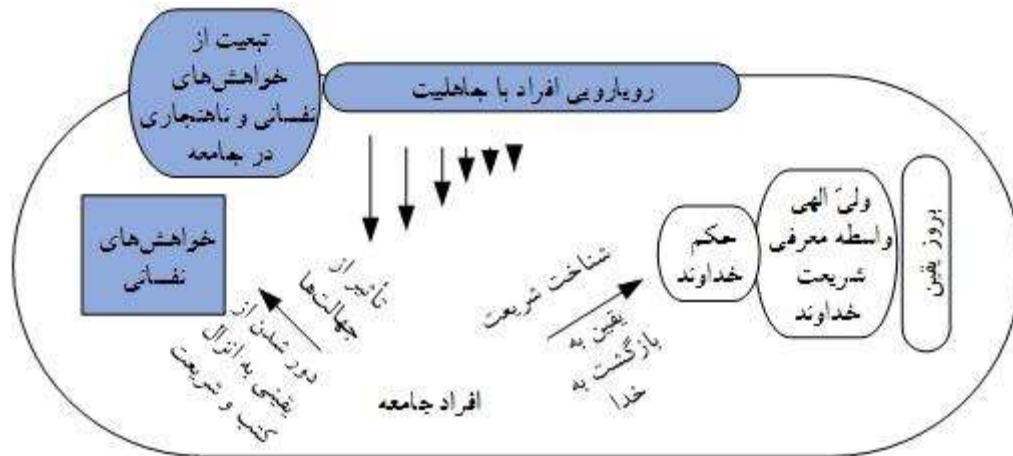 تبعیت از
خواهش‌های
نفسانی و ناهنجاری
در جامعه
رویارویی افراد با جاهلیت
بروز یقین
ولیّ الهی
واسطه معرفی
شریعت
خداوند
حکم
خداوند
شناخت شریعت
یقین به
بازگشت به
خدا
خواهش‌های
نفسانی
تأثیر از
جهالت‌ها
دور شدن از
یقینی به انزال
کتب و شریعت
افراد جامعه